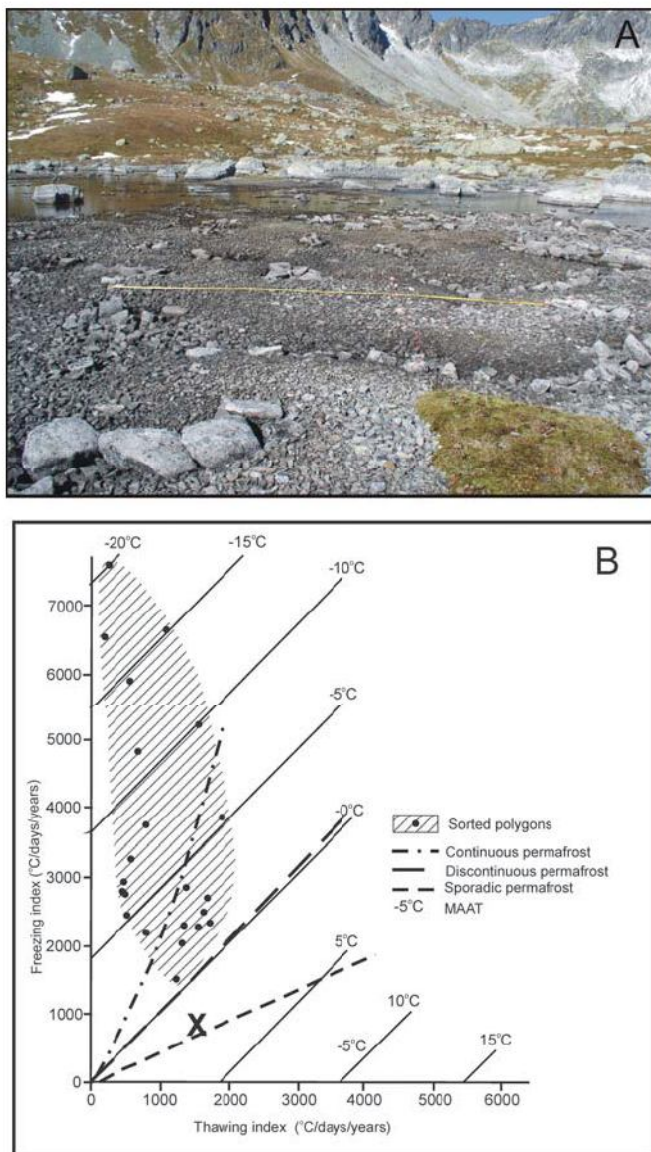 A
B
-20°C
-15°C
-10°C
-5°C
-0°C
5°C
10°C
-5°C
15°C
7000
6000
5000
4000
3000
2000
1000
0
0 1000 2000 3000 4000 5000 6000
Freezing index (°C/days/years)
Thawing index (°C/days/years)
Sorted polygons
Continuous permafrost
Discontinuous permafrost
Sporadic permafrost
-5°C MAAT
X